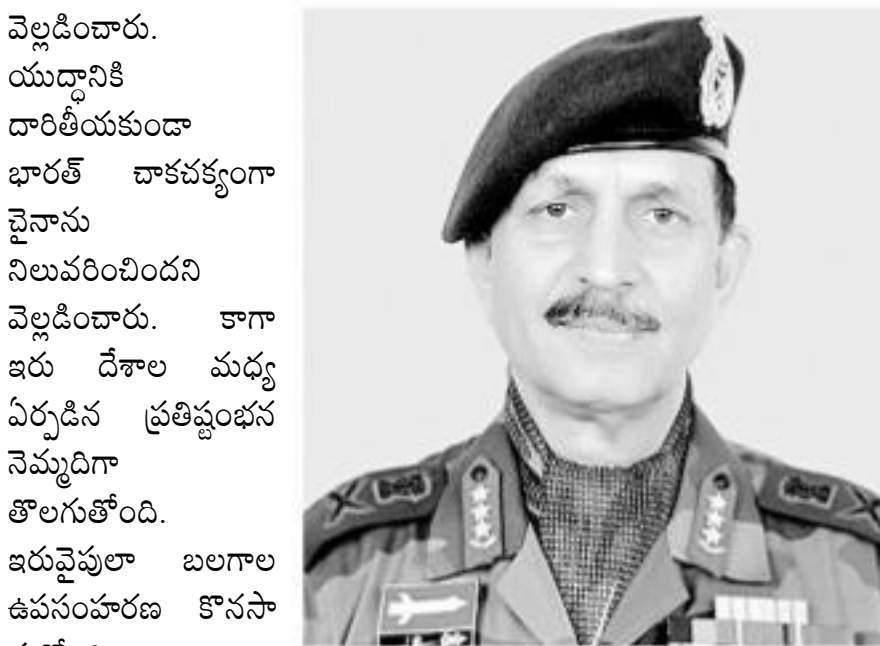 వెల్లడించారు.
యుద్ధానికి
దారితీయకుండా
భారత్ చాకచక్యంగా
చైనాను
నిలువరించిందని
వెల్లడించారు. కాగా
ఇరు దేశాల మధ్య
ఏర్పడిన ప్రతిష్టంభన
నెమ్మదిగా
తొలగుతోంది.
ఇరువైపులా బలగాల
ఉపసంహరణ కొనసా